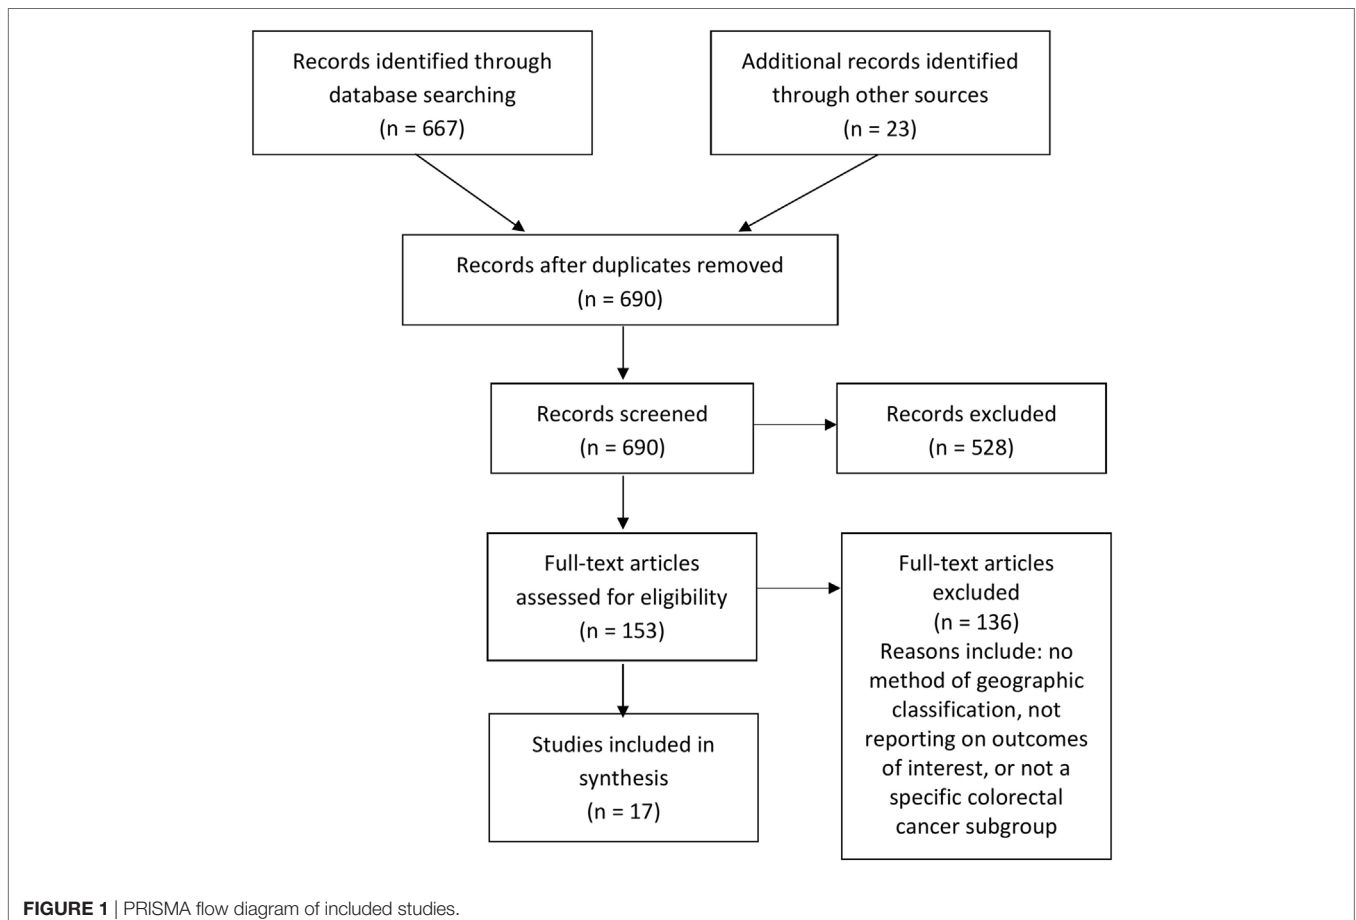 Records identified through
database searching
(n = 667)
Additional records identified
through other sources
(n = 23)
Records after duplicates removed
(n = 690)
Records screened
(n = 690)
Records excluded
(n = 528)
Full-text articles
assessed for eligibility
(n = 153)
Full-text articles
excluded
(n = 136)
Reasons include: no
method of geographic
classification, not
reporting on outcomes
of interest, or not a
specific colorectal
cancer subgroup
Studies included in
synthesis
(n = 17)
FIGURE 1 | PRISMA flow diagram of included studies.